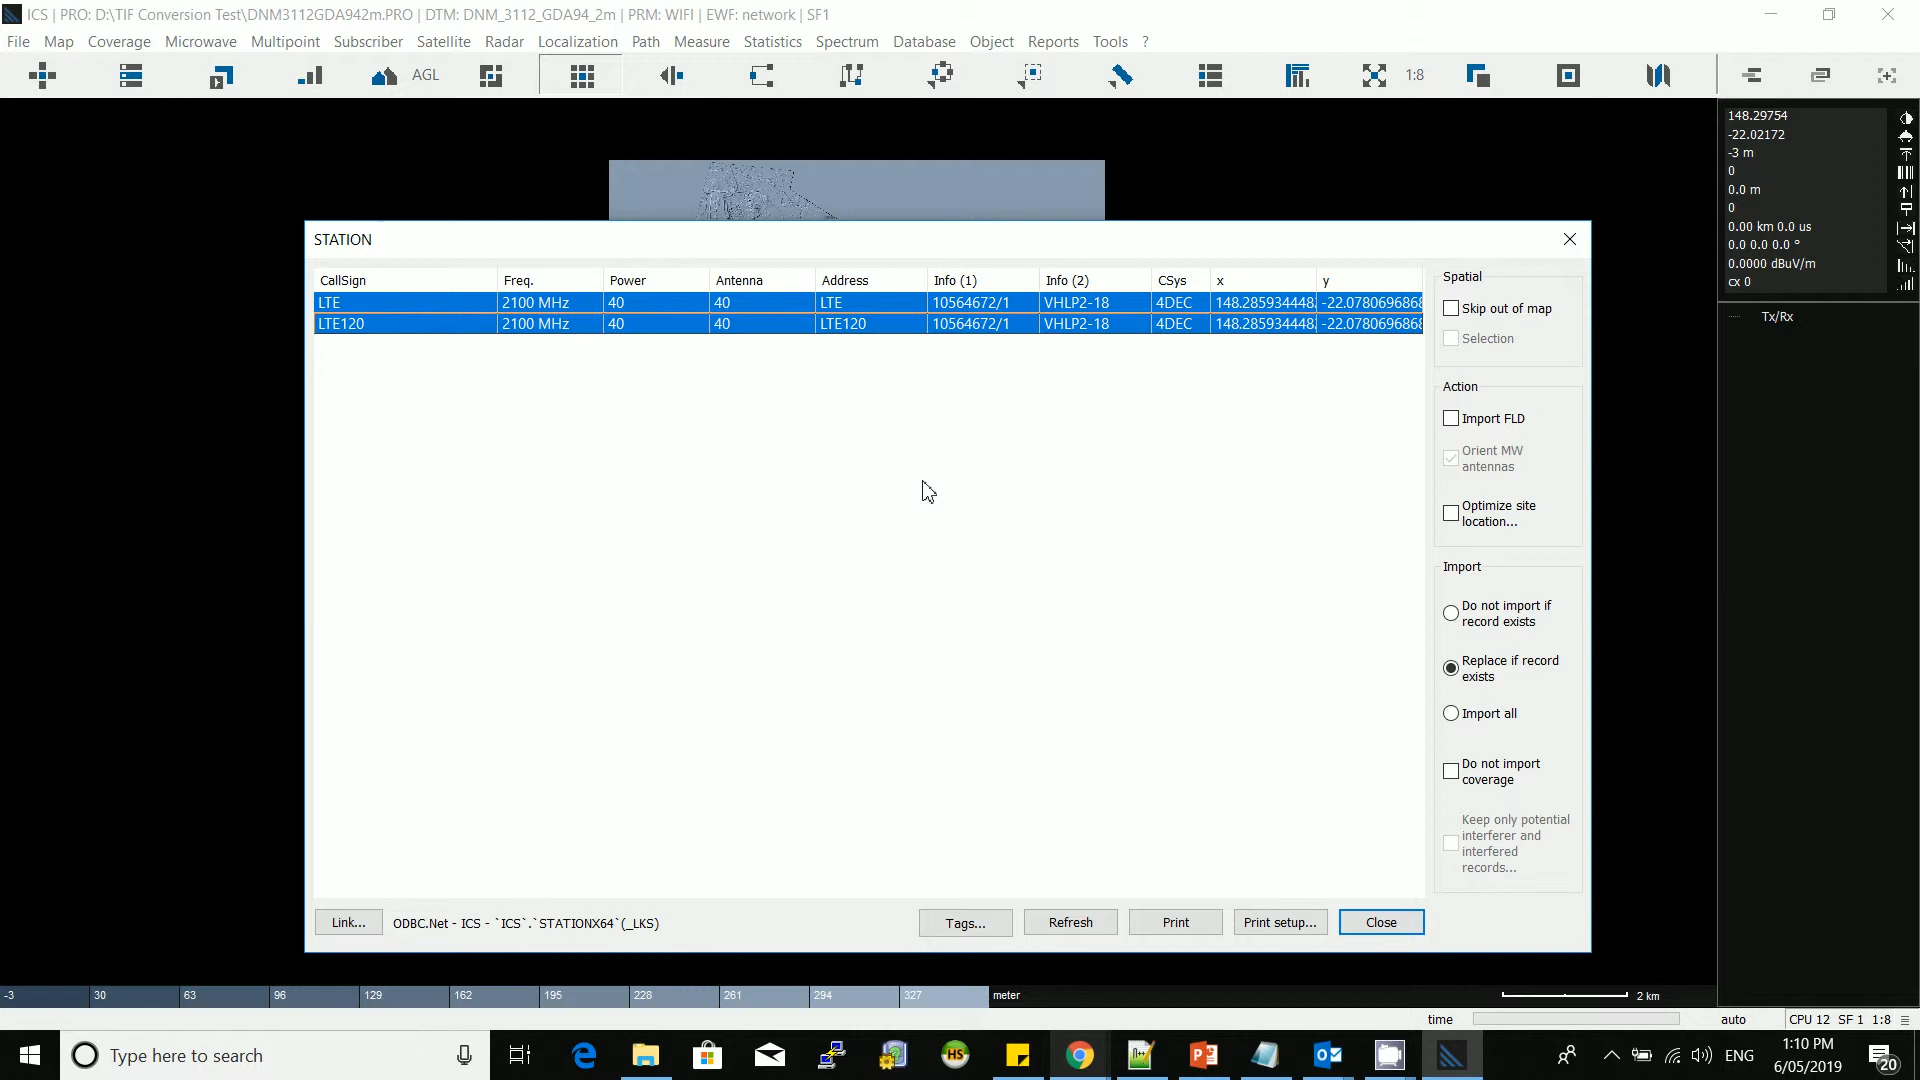 ICS | PRO: D:\TIF Conversion Test\DNM3112GDA942m.PRO | DTM: DNM_3112_GDA94_2m | PRM: WIFI | EWF: network | SF1
File Map Coverage Microwave Multipoint Subscriber Satellite Radar Localization Path Measure Statistics Spectrum Database Object Reports Tools ?
AGL
1:8
148.29754
-22.02172
-3 m
0
0.0 m
0
0.00 km 0.0 us
0.0 0.0 0.0 °
0.0000 dBuV/m
cx 0
Tx/Rx
STATION
CallSign Freq. Power Antenna Address Info (1) Info (2) CSys x y
LTE 2100 MHz 40 40 LTE 10564672/1 VHLP2-18 4DEC 148.285934448 -22.078069686
LTE120 2100 MHz 40 40 LTE120 10564672/1 VHLP2-18 4DEC 148.285934448 -22.078069686
Spatial
Skip out of map
Selection
Action
Import FLD
Orient MW
antennas
Optimize site
location...
Import
Do not import if
record exists
Replace if record
exists
Import all
Do not import
coverage
Keep only potential
interferer and
interfered
records...
Link... ODBC.Net - ICS - `ICS`.`STATIONX64`(_LKS) Tags... Refresh Print Print setup... Close
-3 30 63 96 129 162 195 228 261 294 327 meter 2 km
time auto CPU 12 SF 1 1:8
Type here to search
HS
ENG
1:10 PM
6/05/2019
20